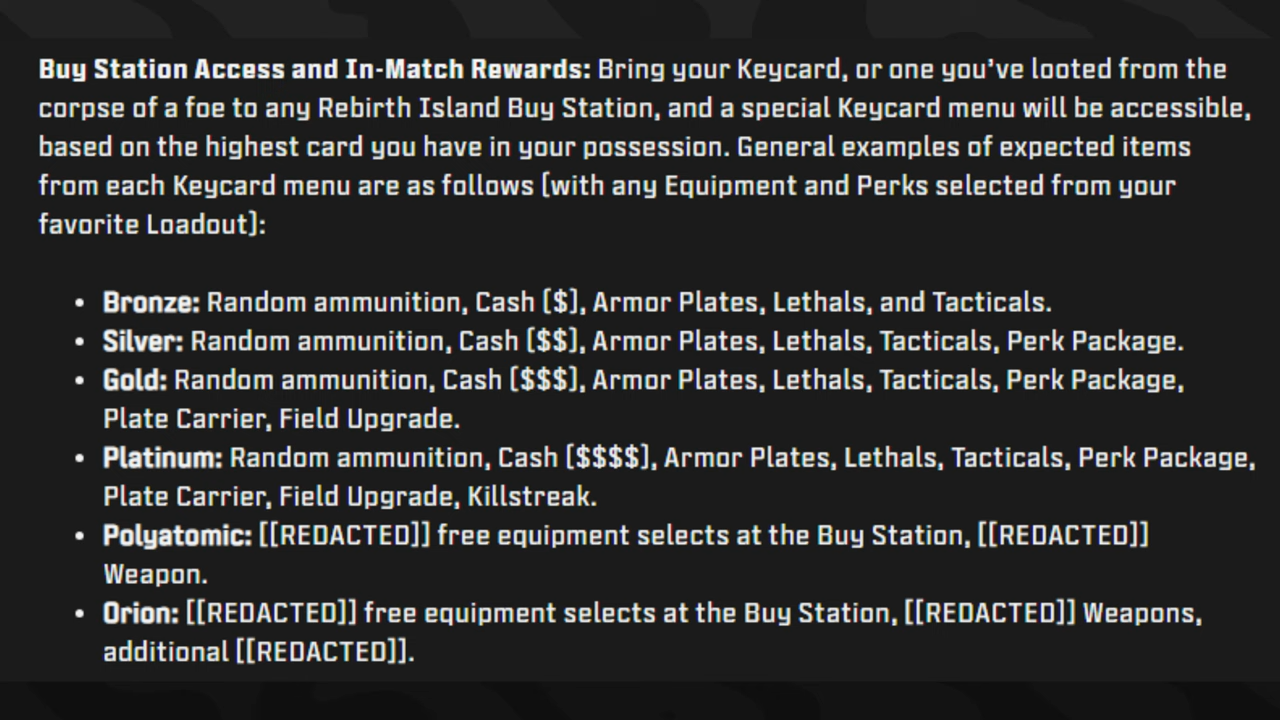 Buy Station Access and In-Match Rewards: Bring your Keycard, or one you've looted from the
corpse of a foe to any Rebirth Island Buy Station, and a special Keycard menu will be accessible,
based on the highest card you have in your possession. General examples of expected items
from each Keycard menu are as follows (with any Equipment and Perks selected from your
favorite Loadout):
• Bronze: Random ammunition, Cash ($), Armor Plates, Lethals, and Tacticals.
• Silver: Random ammunition, Cash ($$), Armor Plates, Lethals, Tacticals, Perk Package.
• Gold: Random ammunition, Cash ($$$), Armor Plates, Lethals, Tacticals, Perk Package,
Plate Carrier, Field Upgrade.
• Platinum: Random ammunition, Cash ($$$$), Armor Plates, Lethals, Tacticals, Perk Package,
Plate Carrier, Field Upgrade, Killstreak.
• Polyatomic: [[REDACTED]] free equipment selects at the Buy Station, [[REDACTED]]
Weapon.
• Orion: [[REDACTED]] free equipment selects at the Buy Station, [[REDACTED]] Weapons,
additional [[REDACTED]].